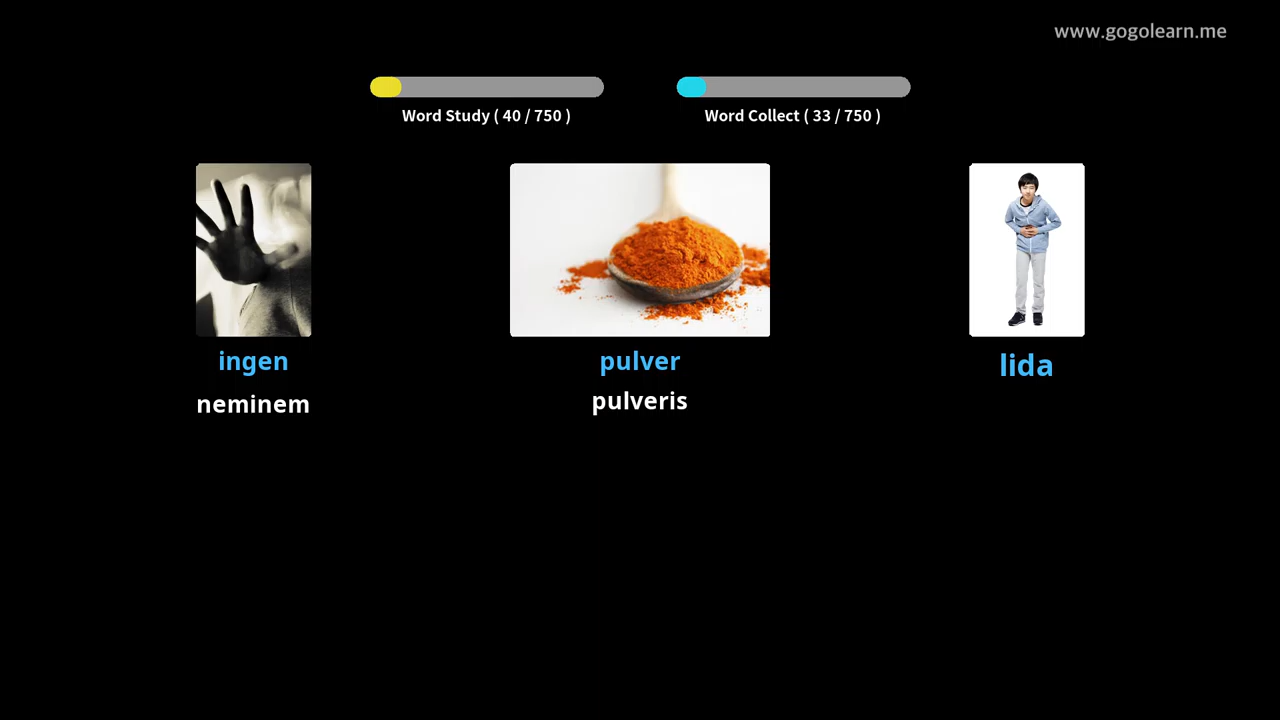 www.gogolearn.me
Word Study ( 40 / 750 )
Word Collect ( 33 / 750 )
ingen
neminem
pulver
pulveris
lida